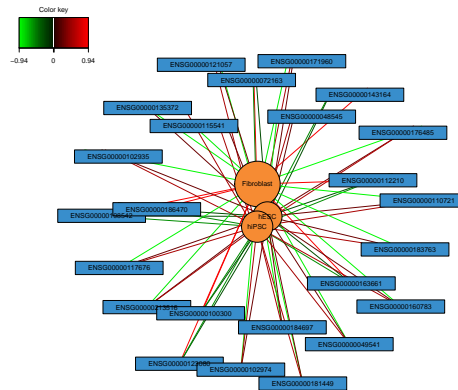 Color key
−0.94 0 0.94
ENSG00000121057
ENSG00000171960
ENSG00000072163
ENSG00000143164
ENSG00000135372
ENSG00000048545
ENSG00000115541
ENSG00000176485
ENSG00000102935
Fibroblast
ENSG00000112210
ENSG00000110721
ENSG00000186470
hESC
hiPSC
ENSG00000183763
ENSG00000117676
ENSG00000163661
ENSG00000213516
ENSG00000160783
ENSG00000100300
ENSG00000184697
ENSG00000049541
ENSG00000102974
ENSG00000181449